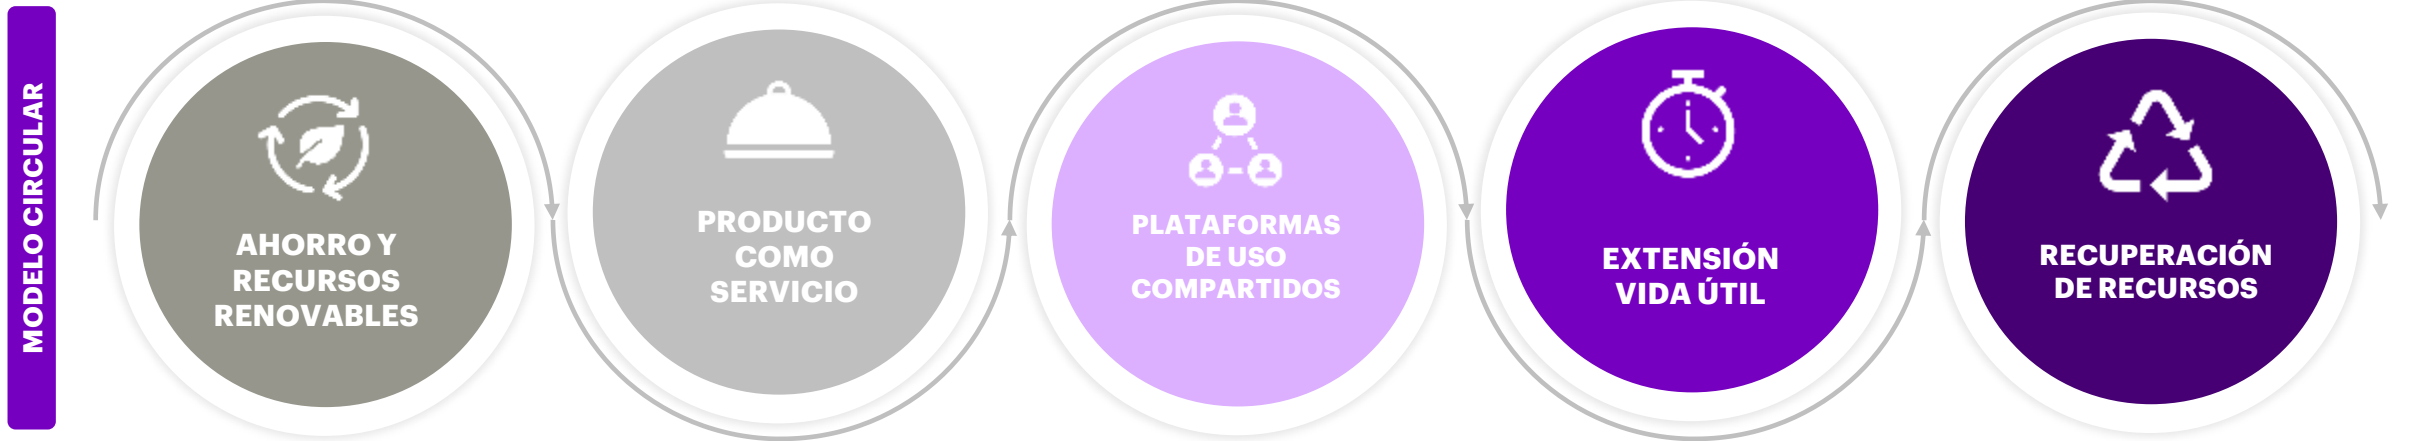 MODELO CIRCULAR
AHORRO Y
RECURSOS
RENOVABLES
PRODUCTO
COMO
SERVICIO
PLATAFORMAS
DE USO
COMPARTIDOS
EXTENSIÓN
VIDA ÚTIL
RECUPERACIÓN
DE RECURSOS